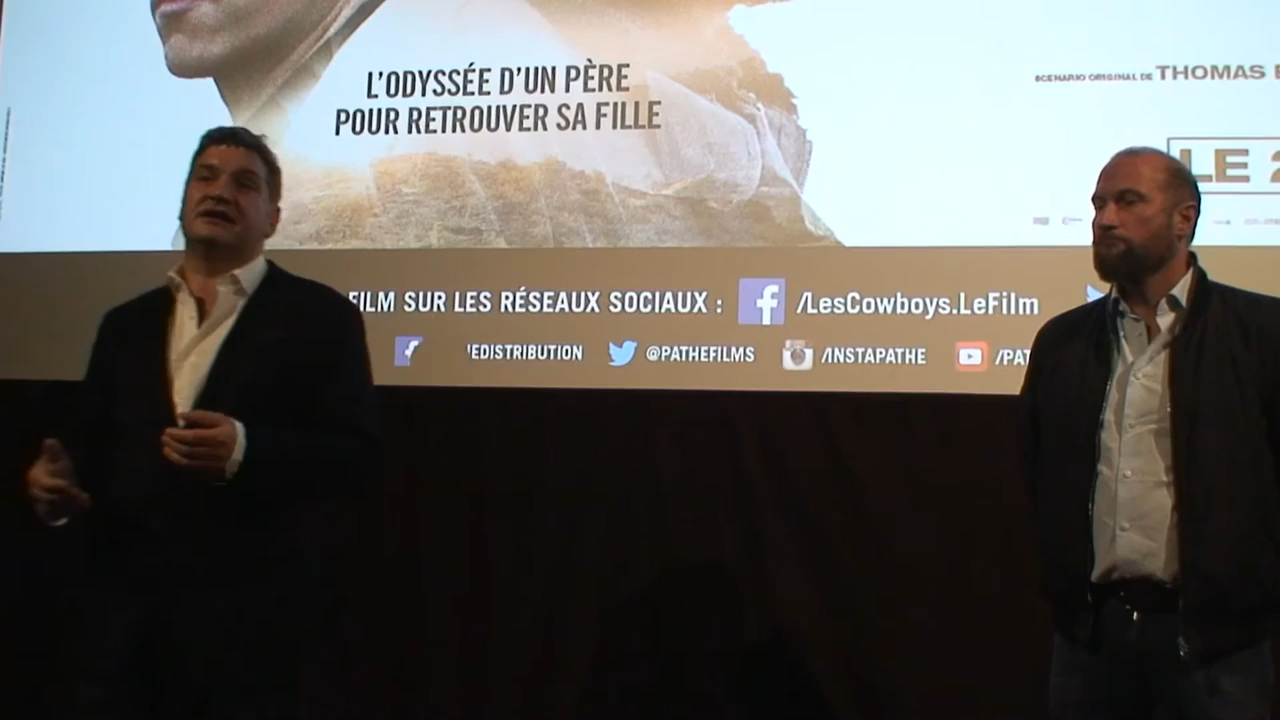 L'ODYSSÉE D'UN PÈRE
POUR RETROUVER SA FILLE
SCENARIO ORIGINAL DE THOMAS
LE 2
FILM SUR LES RÉSEAUX SOCIAUX : /LesCowboys.LeFilm
EDISTRIBUTION @PATHEFILMS /INSTAPATHE /PAT